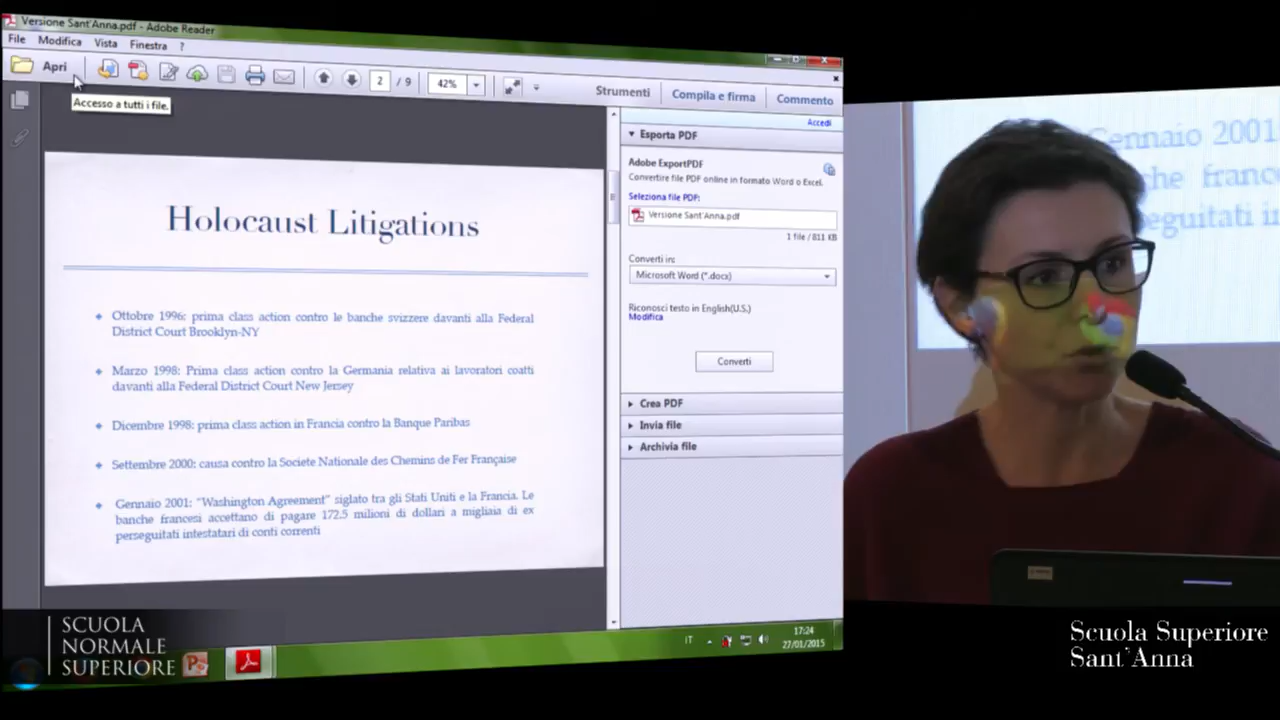 Versione Sant'Anna.pdf - Adobe Reader
File Modifica Vista Finestra ?
Apri 2 / 9 42% Strumenti Compila e firma Commento
Accesso a tutti i file.
Accedi
Holocaust Litigations
Ottobre 1996: prima class action contro le banche svizzere davanti alla Federal
District Court Brooklyn-NY
Marzo 1998: Prima class action contro la Germania relativa ai lavoratori coatti
davanti alla Federal District Court New Jersey
Dicembre 1998: prima class action in Francia contro la Banque Paribas
Settembre 2000: causa contro la Societe Nationale des Chemins de Fer Française
Gennaio 2001: "Washington Agreement" siglato tra gli Stati Uniti e la Francia. Le
banche francesi accettano di pagare 172,5 milioni di dollari a migliaia di ex
perseguitati intestatari di conti correnti
Esporta PDF
Adobe ExportPDF
Convertire file PDF online in formato Word o Excel.
Seleziona file PDF:
Versione Sant'Anna.pdf
1 file / 811 KB
Converti in:
Microsoft Word (*.docx)
Riconosci testo in English(U.S.)
Modifica
Converti
Crea PDF
Invia file
Archivia file
IT
17:24
27/01/2015
SCUOLA
NORMALE
SUPERIORE
Gennaio 2001
che franc
perseguitati in
Scuola Superiore
Sant'Anna